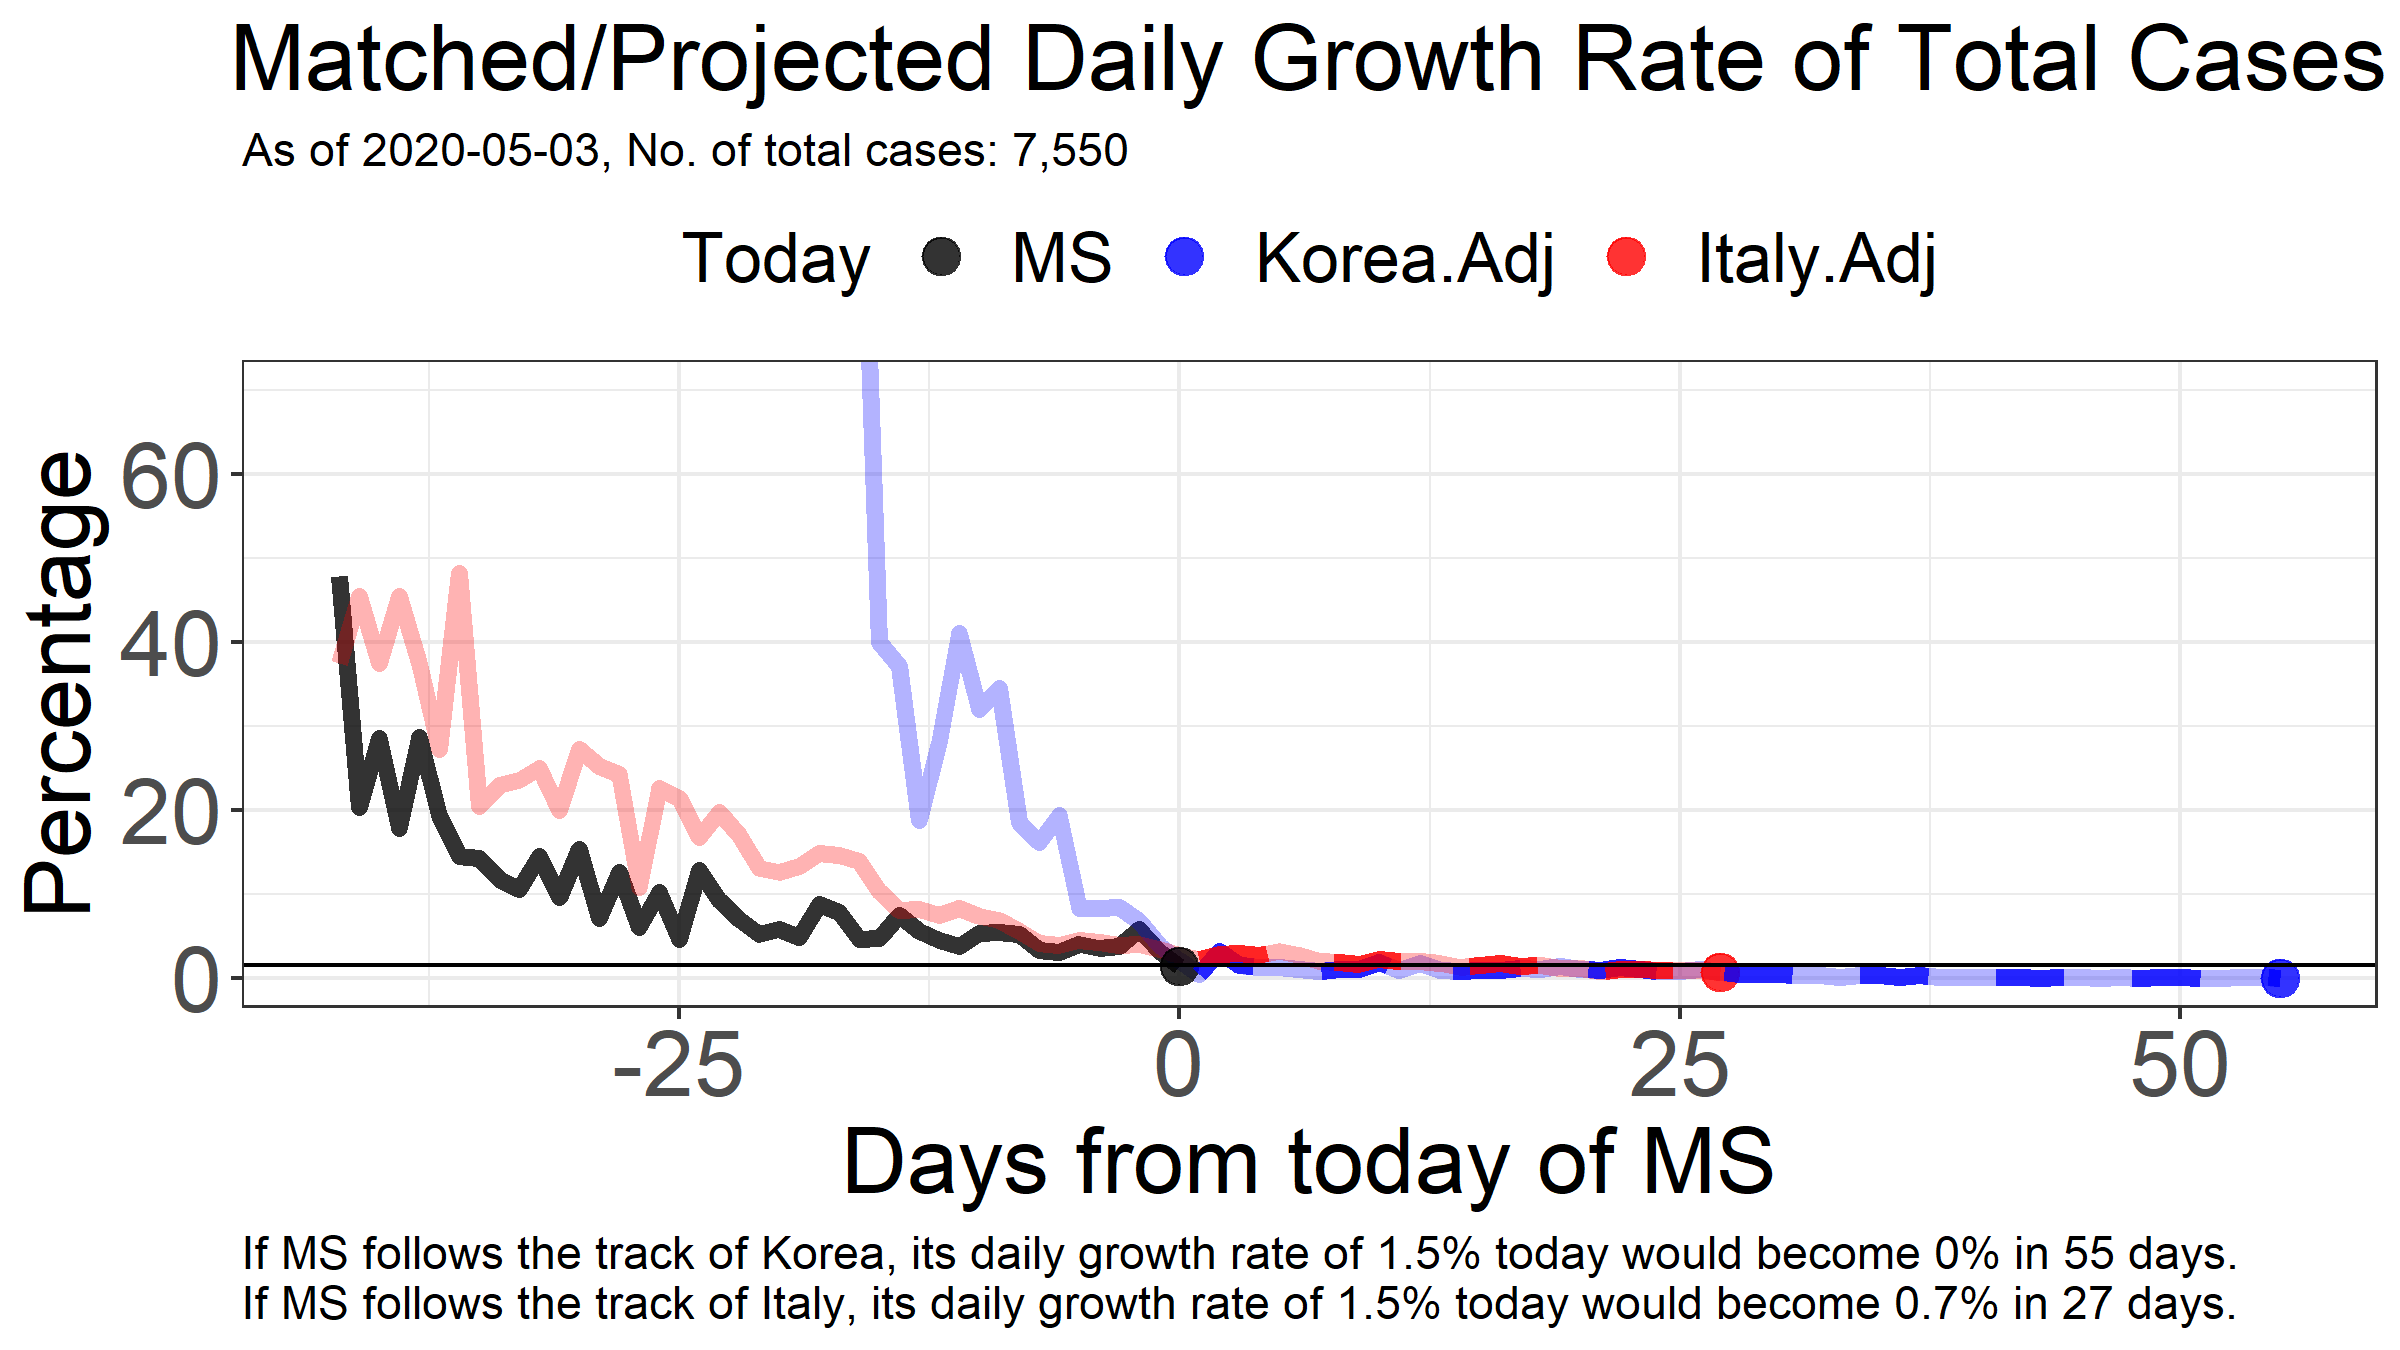 Matched/Projected Daily Growth Rate of Total Cases
As of 2020-05-03, No. of total cases: 7,550
Today MS Korea.Adj Italy.Adj
Percentage
60
40
20
0
-25 0 25 50
Days from today of MS
If MS follows the track of Korea, its daily growth rate of 1.5% today would become 0% in 55 days.
If MS follows the track of Italy, its daily growth rate of 1.5% today would become 0.7% in 27 days.